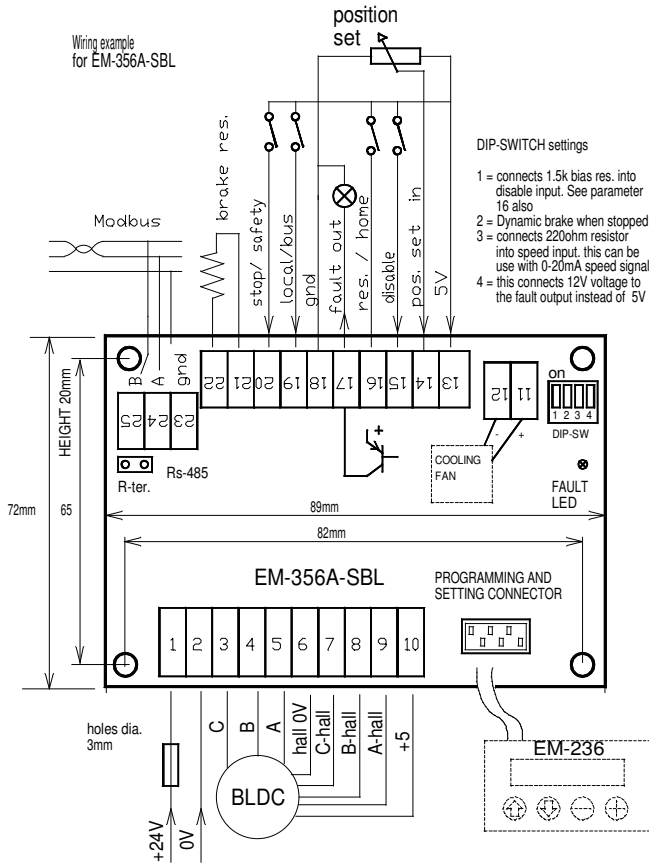 Wiring example
for EM-356A-SBL
position
set
DIP-SWITCH settings
1 = connects 1.5k bias res. into
disable input. See parameter
16 also
2 = Dynamic brake when stopped
3 = connects 220ohm resistor
into speed input. this can be
use with 0-20mA speed signal
4 = this connects 12V voltage to
the fault output instead of 5V
Modbus
brake res.
stop/ safety
local/bus
gnd
fault out
res. / home
disable
pos. set in
5V
B
A
gnd
25
24
23
22
21
20
19
18
17
16
15
14
13
12
11
on
1 2 3 4
DIP-SW
- +
COOLING
FAN
FAULT
LED
R-ter.
Rs-485
HEIGHT 20mm
72mm
65
89mm
82mm
EM-356A-SBL
PROGRAMMING AND
SETTING CONNECTOR
1 2 3 4 5 6 7 8 9 10
holes dia.
3mm
+24V
0V
C
B
A
hall 0V
C-hall
B-hall
A-hall
+5
BLDC
+
EM-236